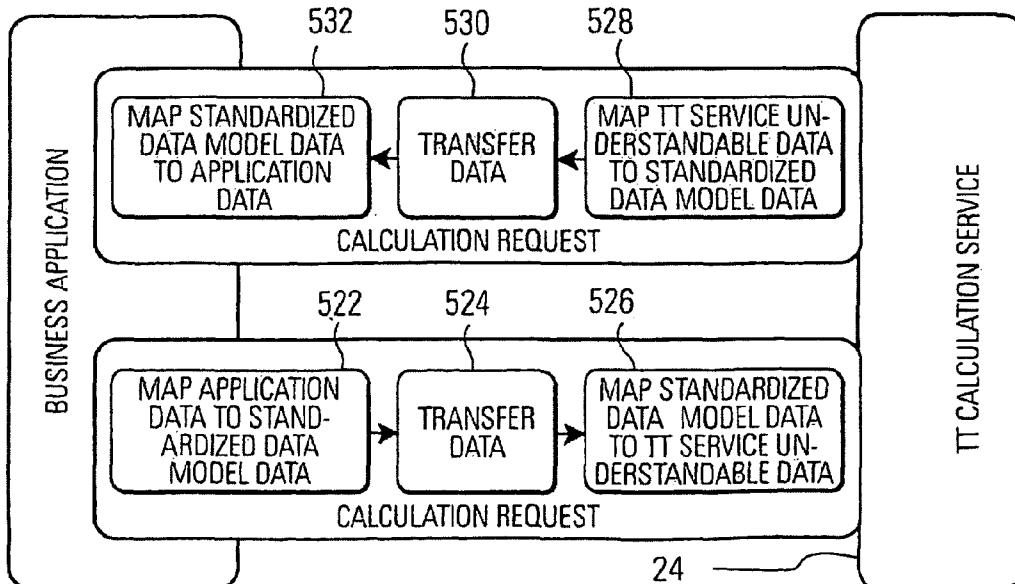 532
530
528
MAP STANDARDIZED
DATA MODEL DATA
TO APPLICATION
DATA
TRANSFER
DATA
MAP TT SERVICE UN-
DERSTANDABLE DATA
TO STANDARDIZED
DATA MODEL DATA
CALCULATION REQUEST
BUSINESS APPLICATION
TT CALCULATION SERVICE
522
524
526
MAP APPLICATION
DATA TO STAND-
ARDIZED DATA
MODEL DATA
TRANSFER
DATA
MAP STANDARDIZED
DATA MODEL DATA
TO TT SERVICE UN-
DERSTANDABLE DATA
CALCULATION REQUEST
24